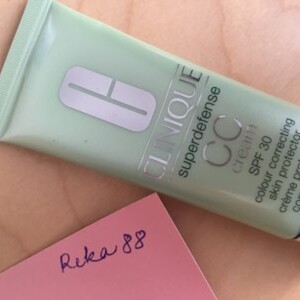 CLINIQUE
superdefense
CC
cream
SPF 30
colour correcting
skin protector
crème
Rika 88